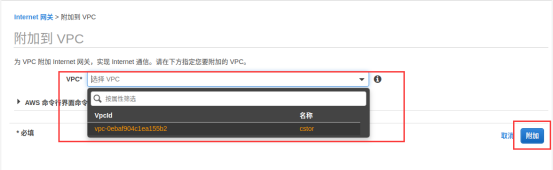 Internet 网关 > 附加到 VPC
附加到 VPC
为 VPC 附加 Internet 网关，实现 Internet 通信。请在下方指定您要附加的 VPC。
VPC* 选择 VPC
按属性筛选
AWS 命令行界面命令
VpcId 名称
vpc-0ebaf904c1ea155b2 cstor
* 必填 取消 附加